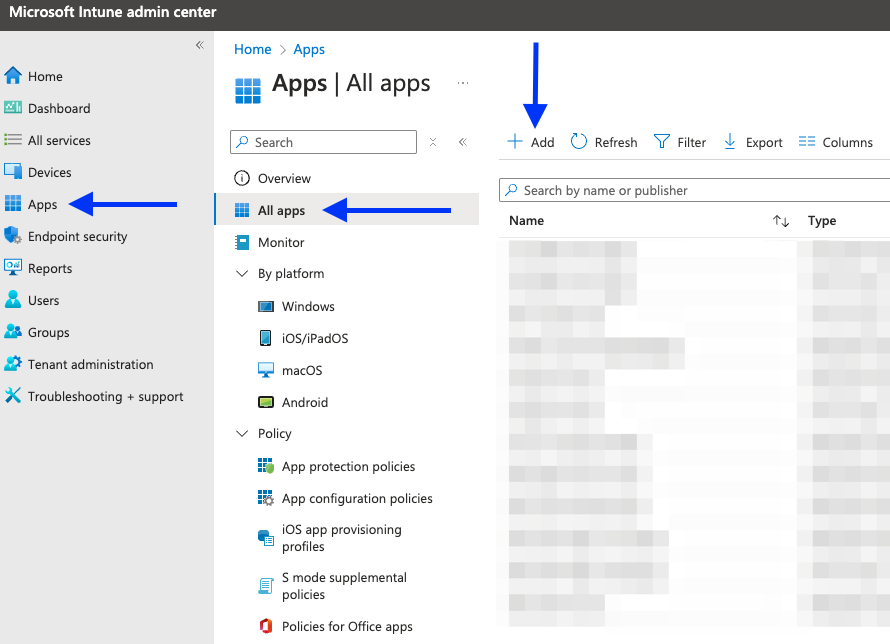 Microsoft Intune admin center
Home
Dashboard
All services
Devices
Apps
Endpoint security
Reports
Users
Groups
Tenant administration
Troubleshooting + support
Home > Apps
Apps | All apps
Search
Overview
All apps
Monitor
By platform
Windows
iOS/iPadOS
macOS
Android
Policy
App protection policies
App configuration policies
iOS app provisioning
profiles
S mode supplemental
policies
Policies for Office apps
Add Refresh Filter Export Columns
Search by name or publisher
Name Type